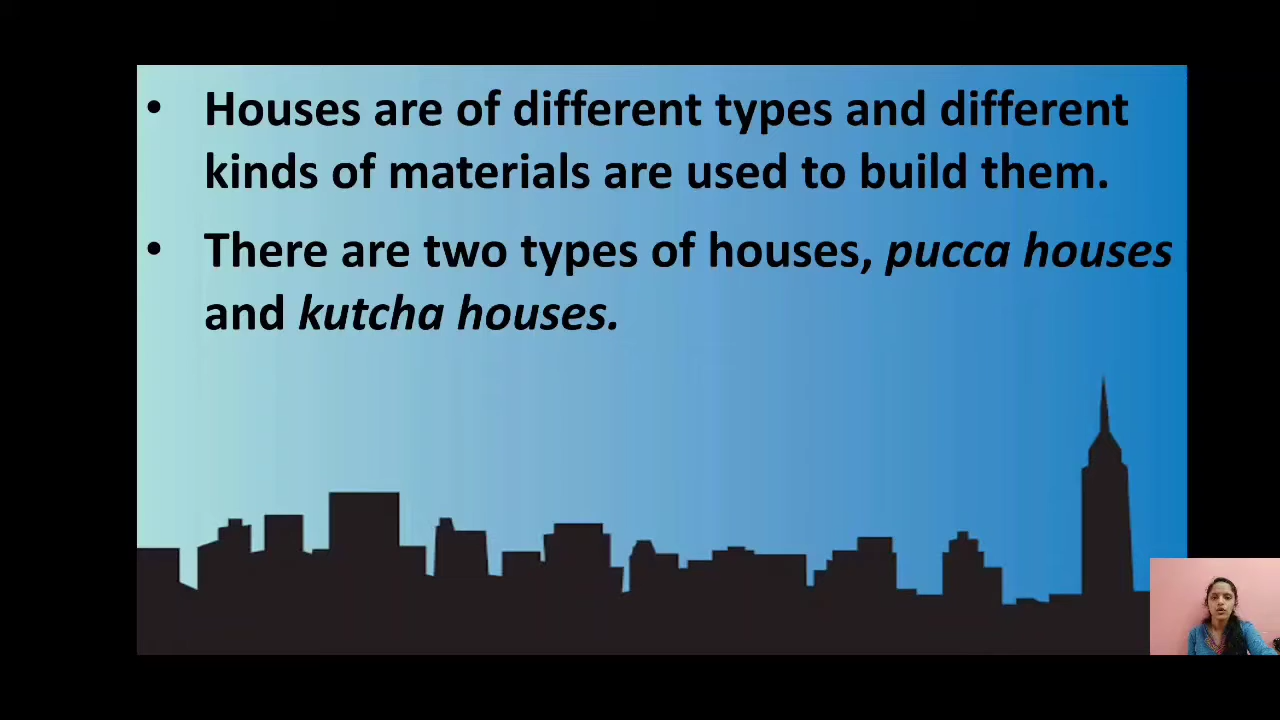 • Houses are of different types and different
kinds of materials are used to build them.
• There are two types of houses, pucca houses
and kutcha houses.